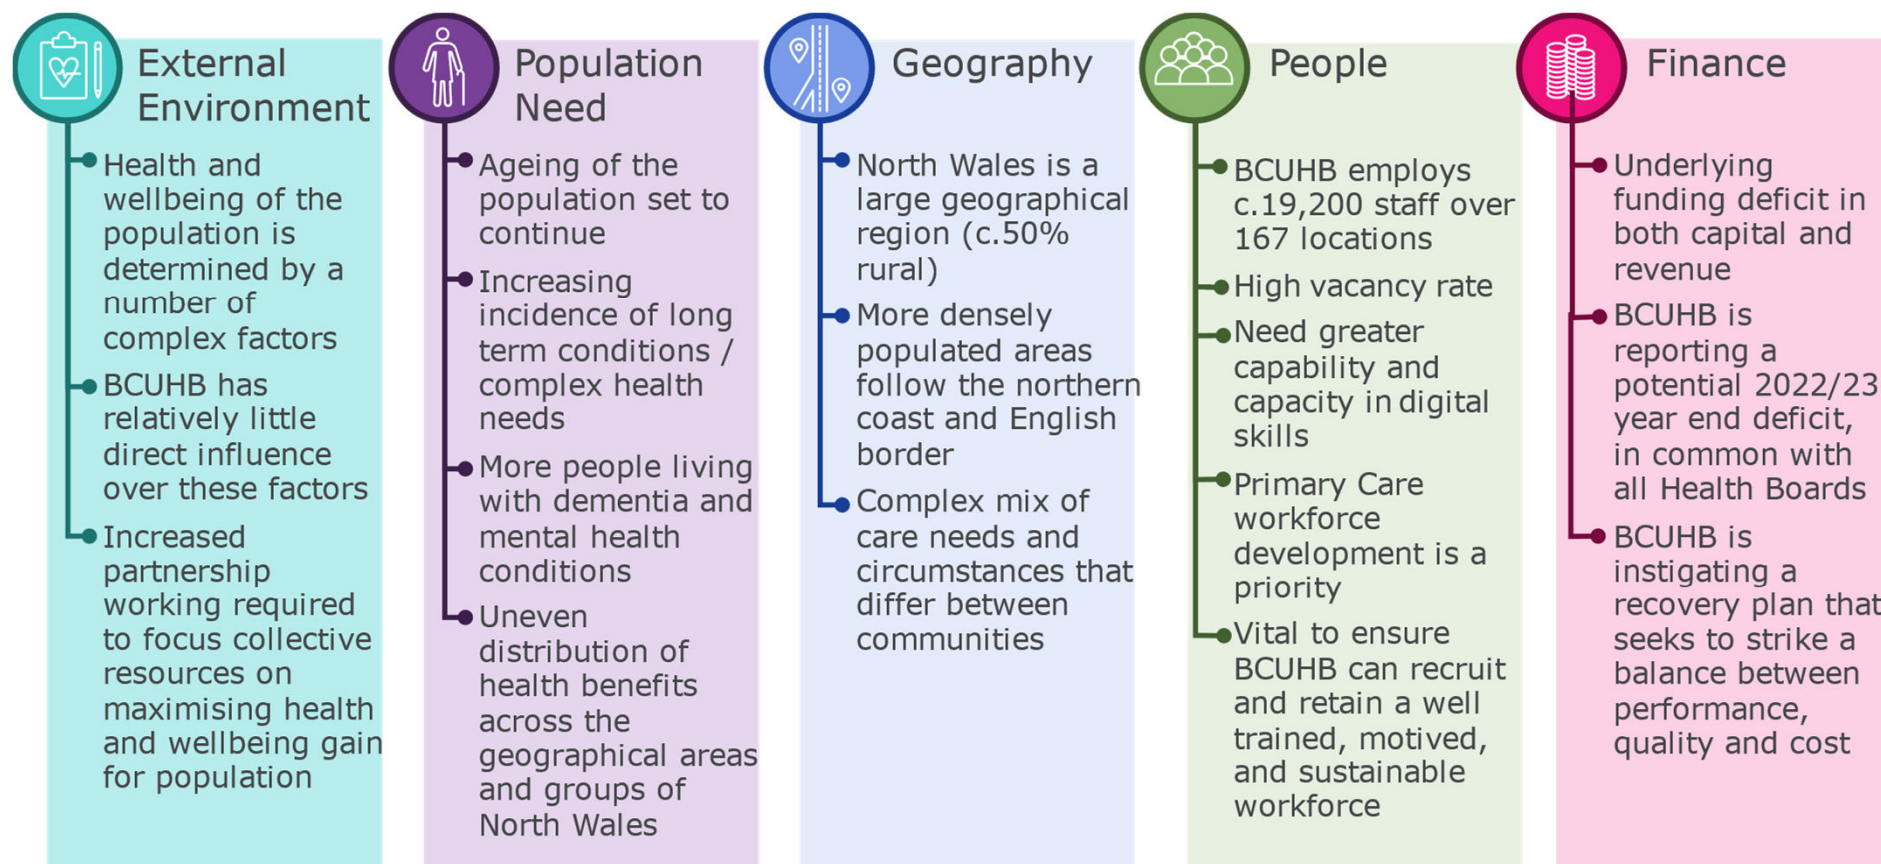 External
Environment
Health and
wellbeing of the
population is
determined by a
number of
complex factors
BCUHB has
relatively little
direct influence
over these factors
Increased
partnership
working required
to focus collective
resources on
maximising health
and wellbeing gain
for population
Population
Need
Ageing of the
population set to
continue
Increasing
incidence of long
term conditions /
complex health
needs
More people living
with dementia and
mental health
conditions
Uneven
distribution of
health benefits
across the
geographical areas
and groups of
North Wales
Geography
North Wales is a
large geographical
region (c.50%
rural)
More densely
populated areas
follow the northern
coast and English
border
Complex mix of
care needs and
circumstances that
differ between
communities
People
BCUHB employs
c.19,200 staff over
167 locations
High vacancy rate
Need greater
capability and
capacity in digital
skills
Primary Care
workforce
development is a
priority
Vital to ensure
BCUHB can recruit
and retain a well
trained, motived,
and sustainable
workforce
Finance
Underlying
funding deficit in
both capital and
revenue
BCUHB is
reporting a
potential 2022/23
year end deficit,
in common with
all Health Boards
BCUHB is
instigating a
recovery plan that
seeks to strike a
balance between
performance,
quality and cost